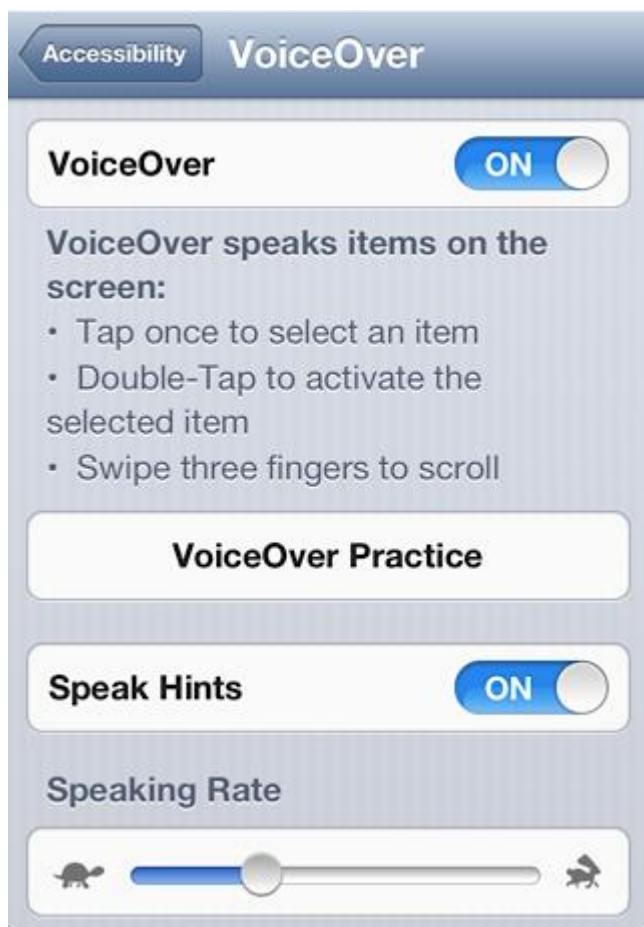 Accessibility
VoiceOver
VoiceOver ON
VoiceOver speaks items on the
screen:
• Tap once to select an item
• Double-Tap to activate the
selected item
• Swipe three fingers to scroll
VoiceOver Practice
Speak Hints ON
Speaking Rate